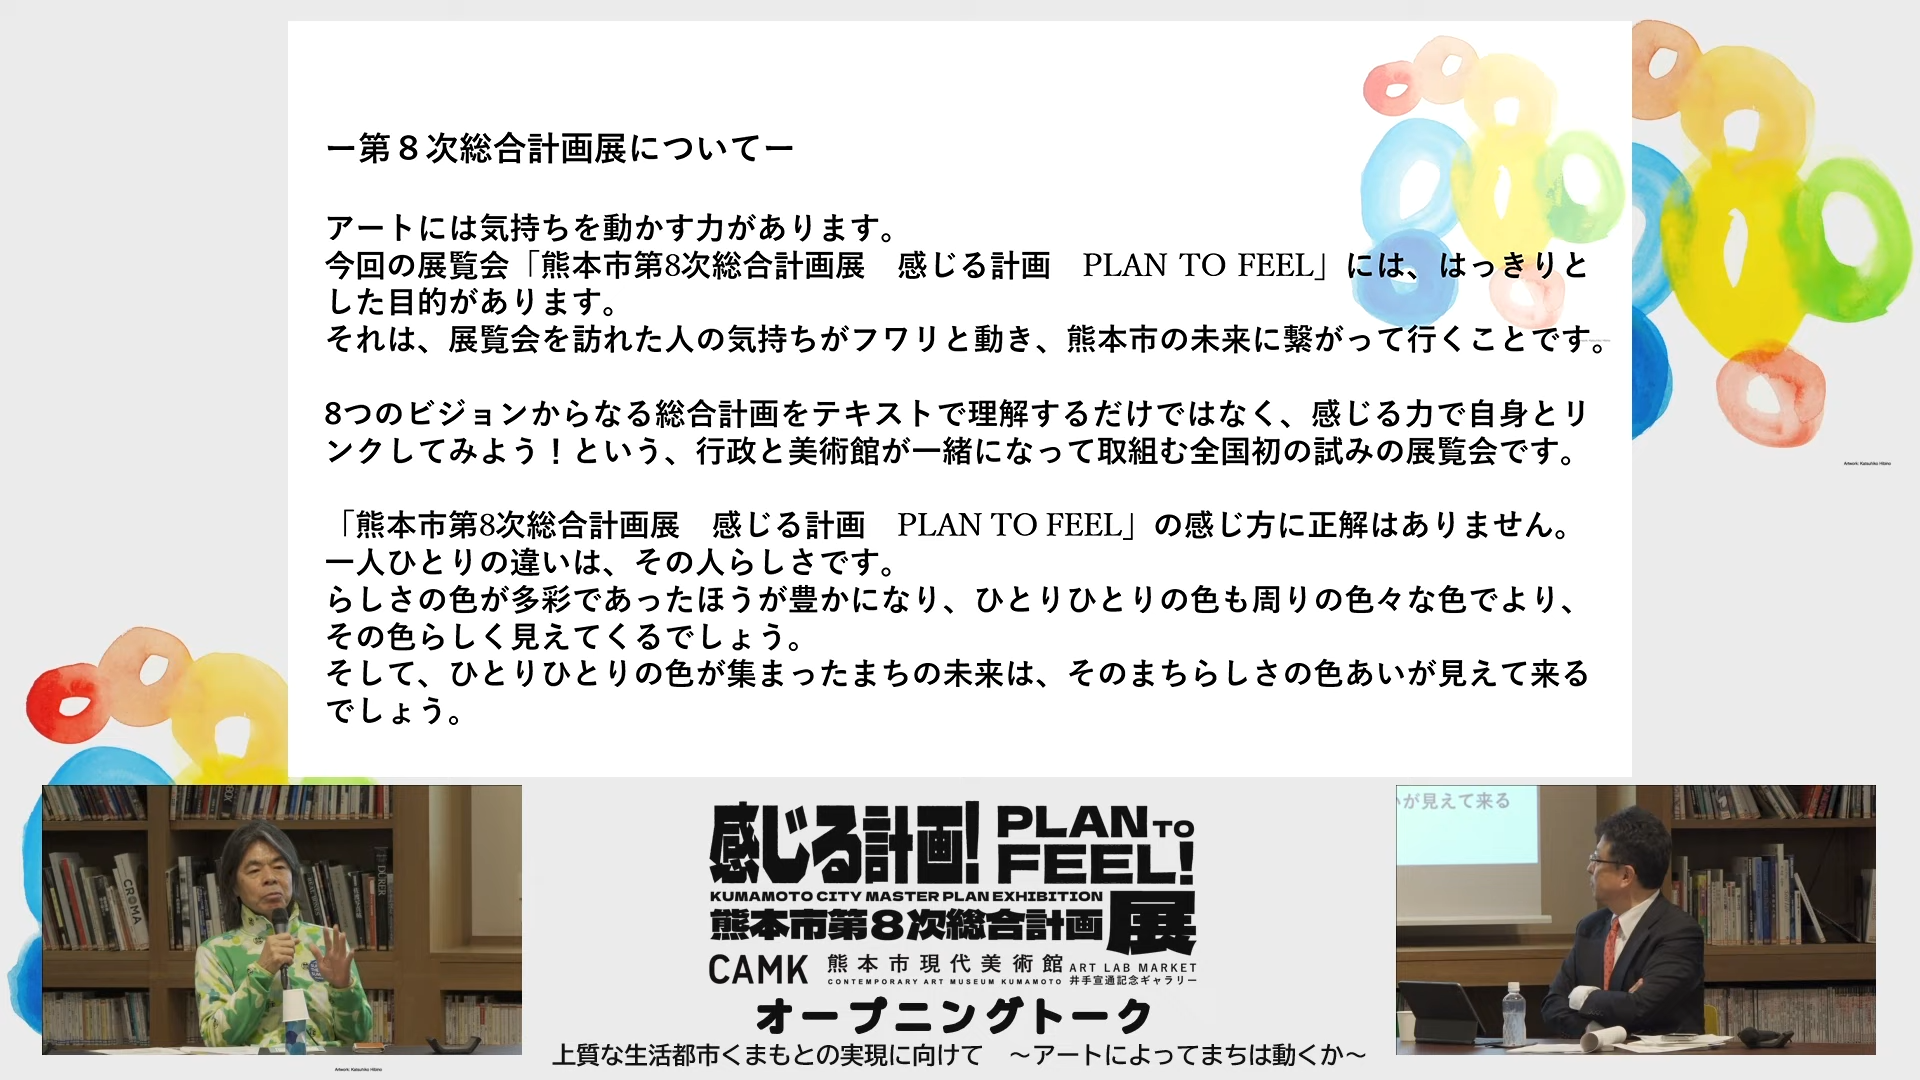 ー第８次総合計画展についてー
アートには気持ちを動かす力があります。
今回の展覧会「熊本市第8次総合計画展　感じる計画　PLAN TO FEEL」には、はっきりと
した目的があります。
それは、展覧会を訪れた人の気持ちがフワリと動き、熊本市の未来に繋がって行くことです。
8つのビジョンからなる総合計画をテキストで理解するだけではなく、感じる力で自身とリ
ンクしてみよう！という、行政と美術館が一緒になって取組む全国初の試みの展覧会です。
「熊本市第8次総合計画展　感じる計画　PLAN TO FEEL」の感じ方に正解はありません。
一人ひとりの違いは、その人らしさです。
らしさの色が多彩であったほうが豊かになり、ひとりひとりの色も周りの色々な色でより、
その色らしく見えてくるでしょう。
そして、ひとりひとりの色が集まったまちの未来は、そのまちらしさの色あいが見えて来る
でしょう。
Artwork: Katsuhiko Hibino
が見えて来る
CROMA
DURER
感じる計画! PLAN TO FEEL!
KUMAMOTO CITY MASTER PLAN EXHIBITION
熊本市第8次総合計画展
CAMK 熊本市現代美術館 ART LAB MARKET
CONTEMPORARY ART MUSEUM KUMAMOTO 井手宣通記念ギャラリー
オープニングトーク
上質な生活都市くまもとの実現に向けて　～アートによってまちは動くか～
Artwork: Katsuhiko Hibino